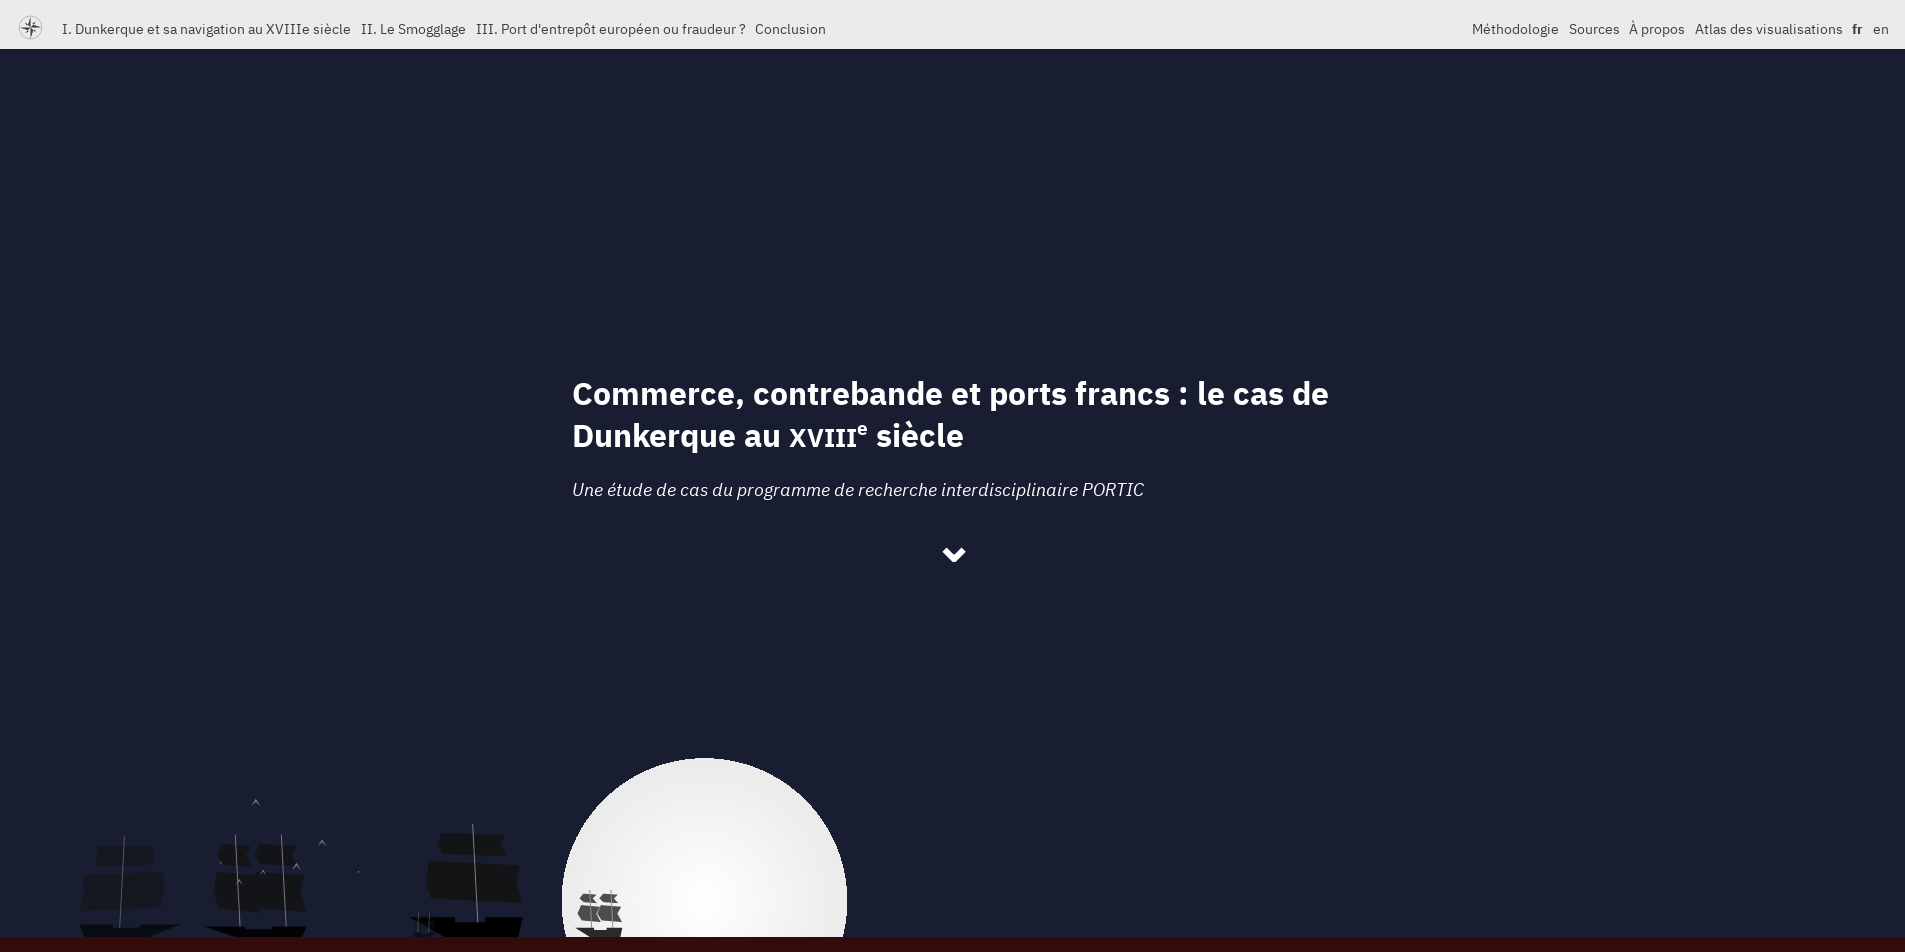 I. Dunkerque et sa navigation au XVIIIe siècle II. Le Smogglage III. Port d'entrepôt européen ou fraudeur ? Conclusion Méthodologie Sources À propos Atlas des visualisations fr en
Commerce, contrebande et ports francs : le cas de
Dunkerque au XVIIIe siècle
Une étude de cas du programme de recherche interdisciplinaire PORTIC